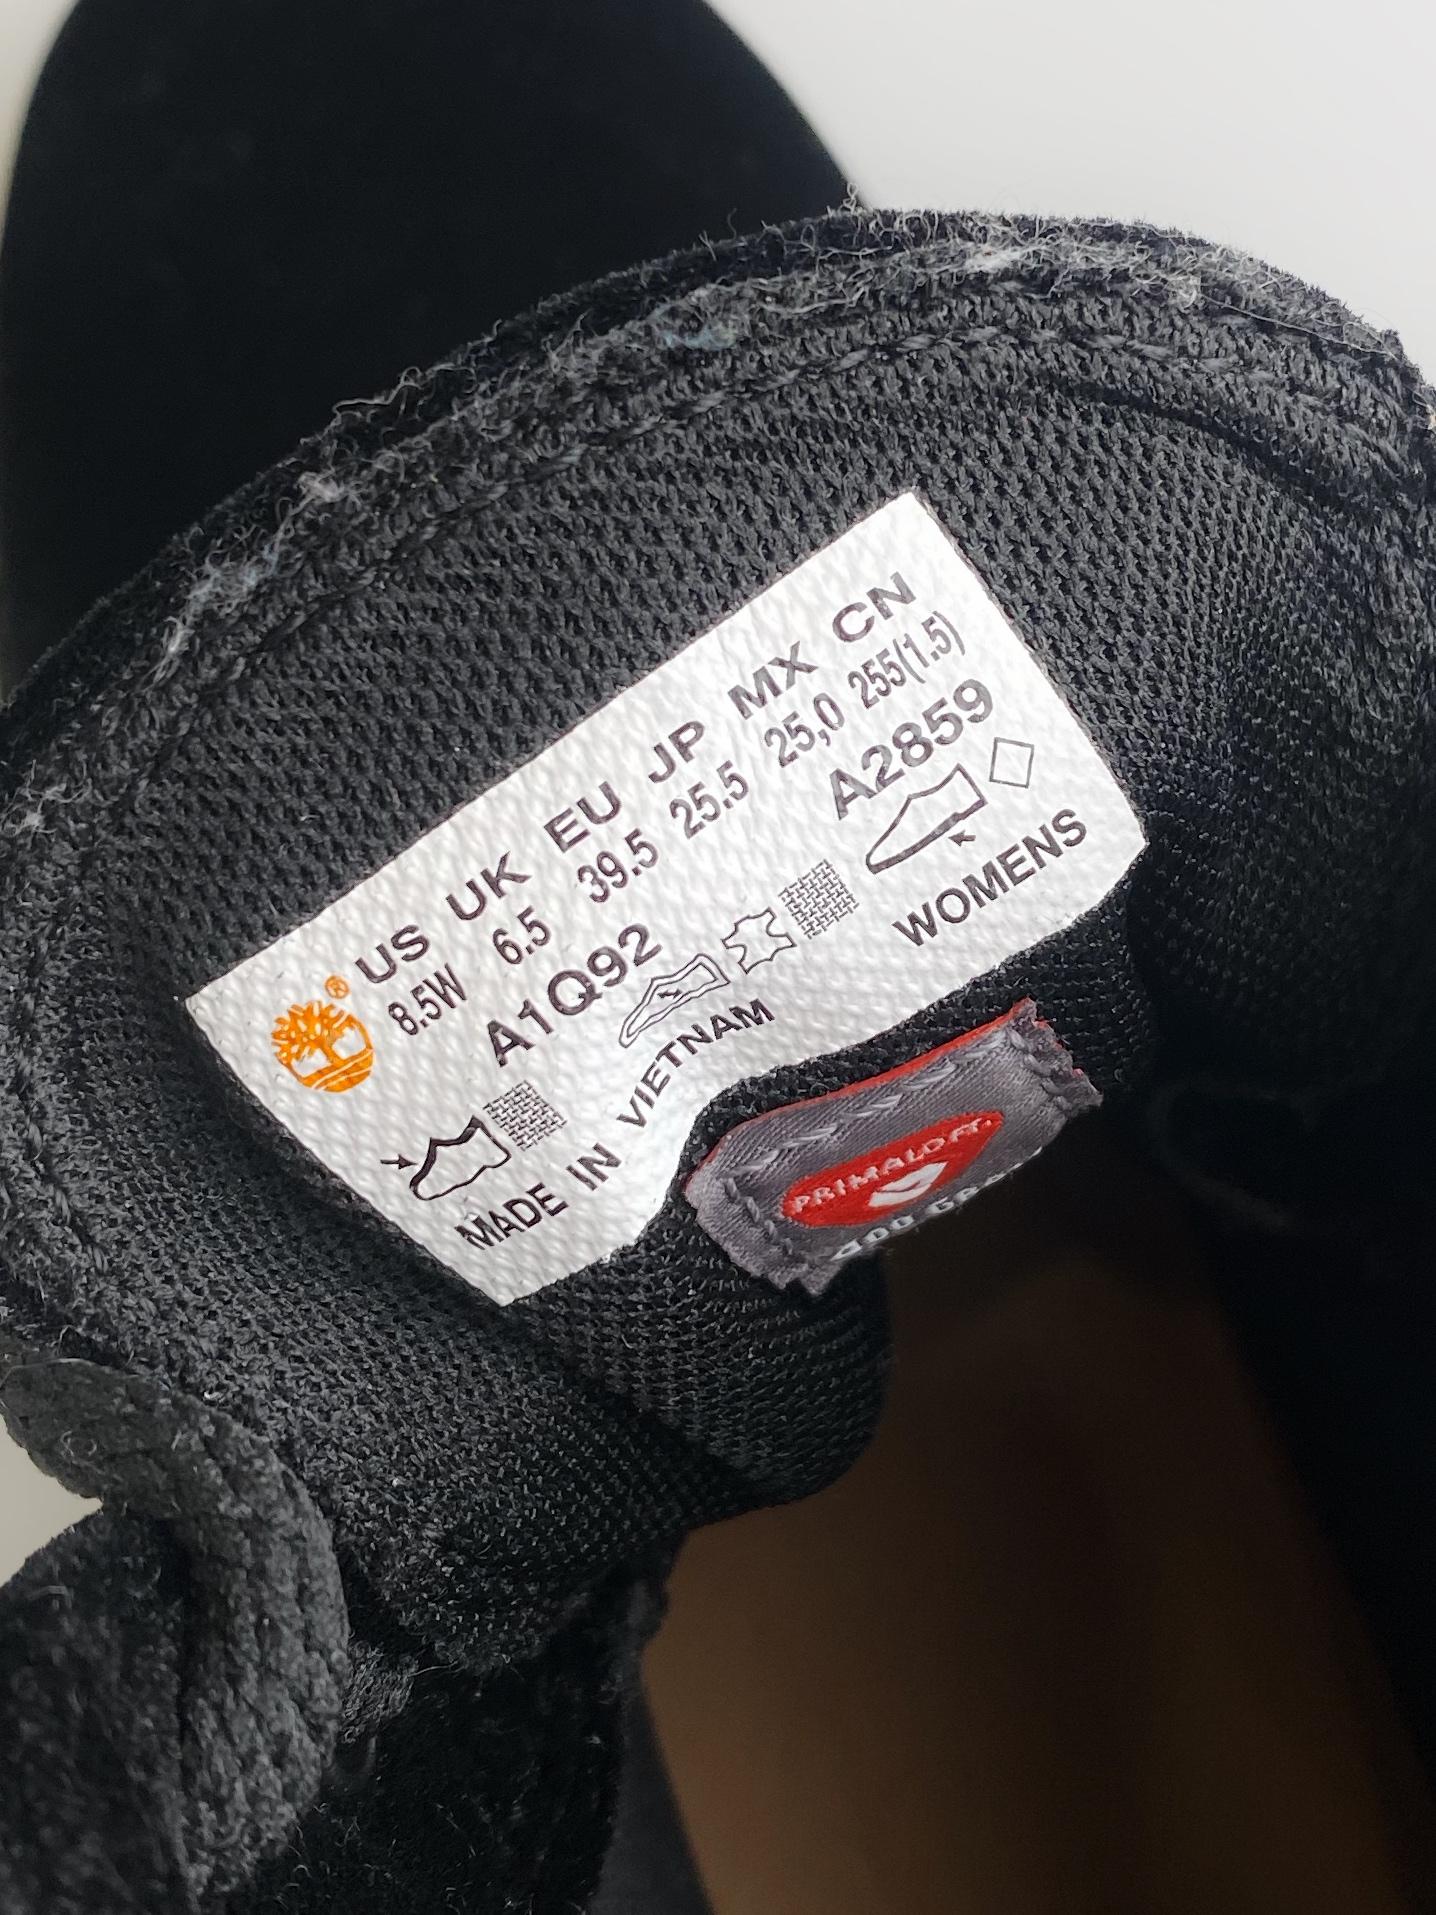 ®
US UK EU JP MX CN
8.5W 6.5 39.5 25.5 25,0 255(1.5)
A1Q92 A2859
MADE IN VIETNAM WOMENS
PRIMALOFT.
400